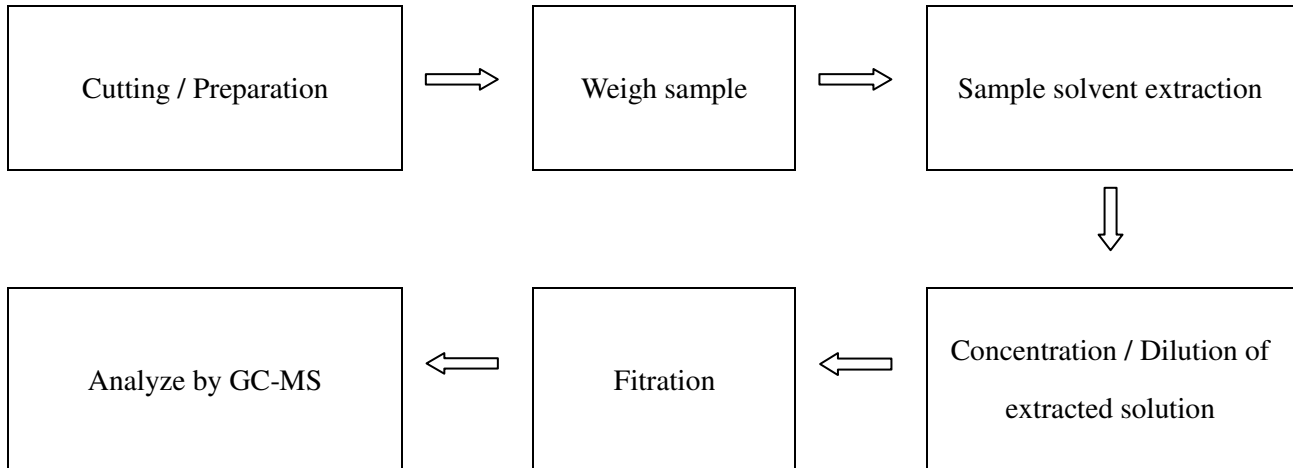 Cutting / Preparation
Weigh sample
Sample solvent extraction
Concentration / Dilution of
extracted solution
Fitration
Analyze by GC-MS